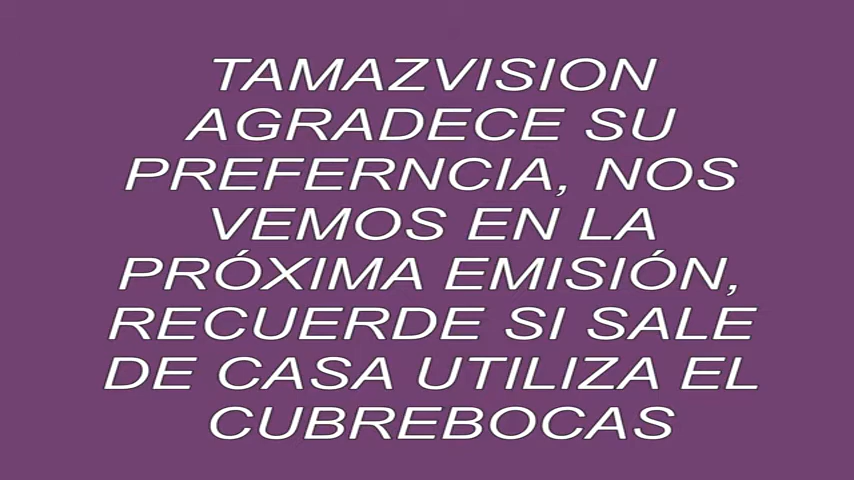 TAMAZVISION
AGRADECE SU
PREFERNCIA, NOS
VEMOS EN LA
PRÓXIMA EMISIÓN,
RECUERDE SI SALE
DE CASA UTILIZA EL
CUBREBOCAS